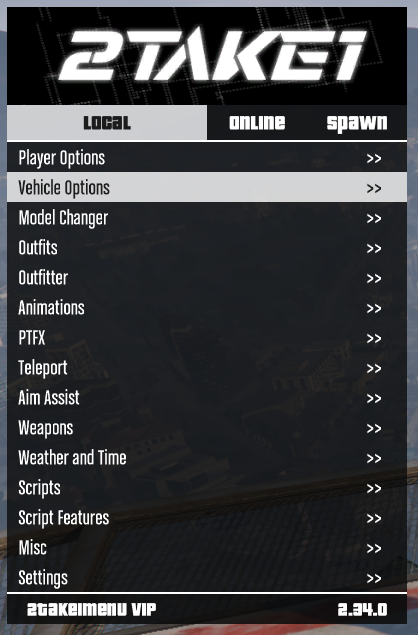 2TAKE1
LOCAL ONLINE SPAWN
Player Options >>
Vehicle Options >>
Model Changer >>
Outfits >>
Outfitter >>
Animations >>
PTFX >>
Teleport >>
Aim Assist >>
Weapons >>
Weather and Time >>
Scripts >>
Script Features >>
Misc >>
Settings >>
2take1menu VIP 2.34.0